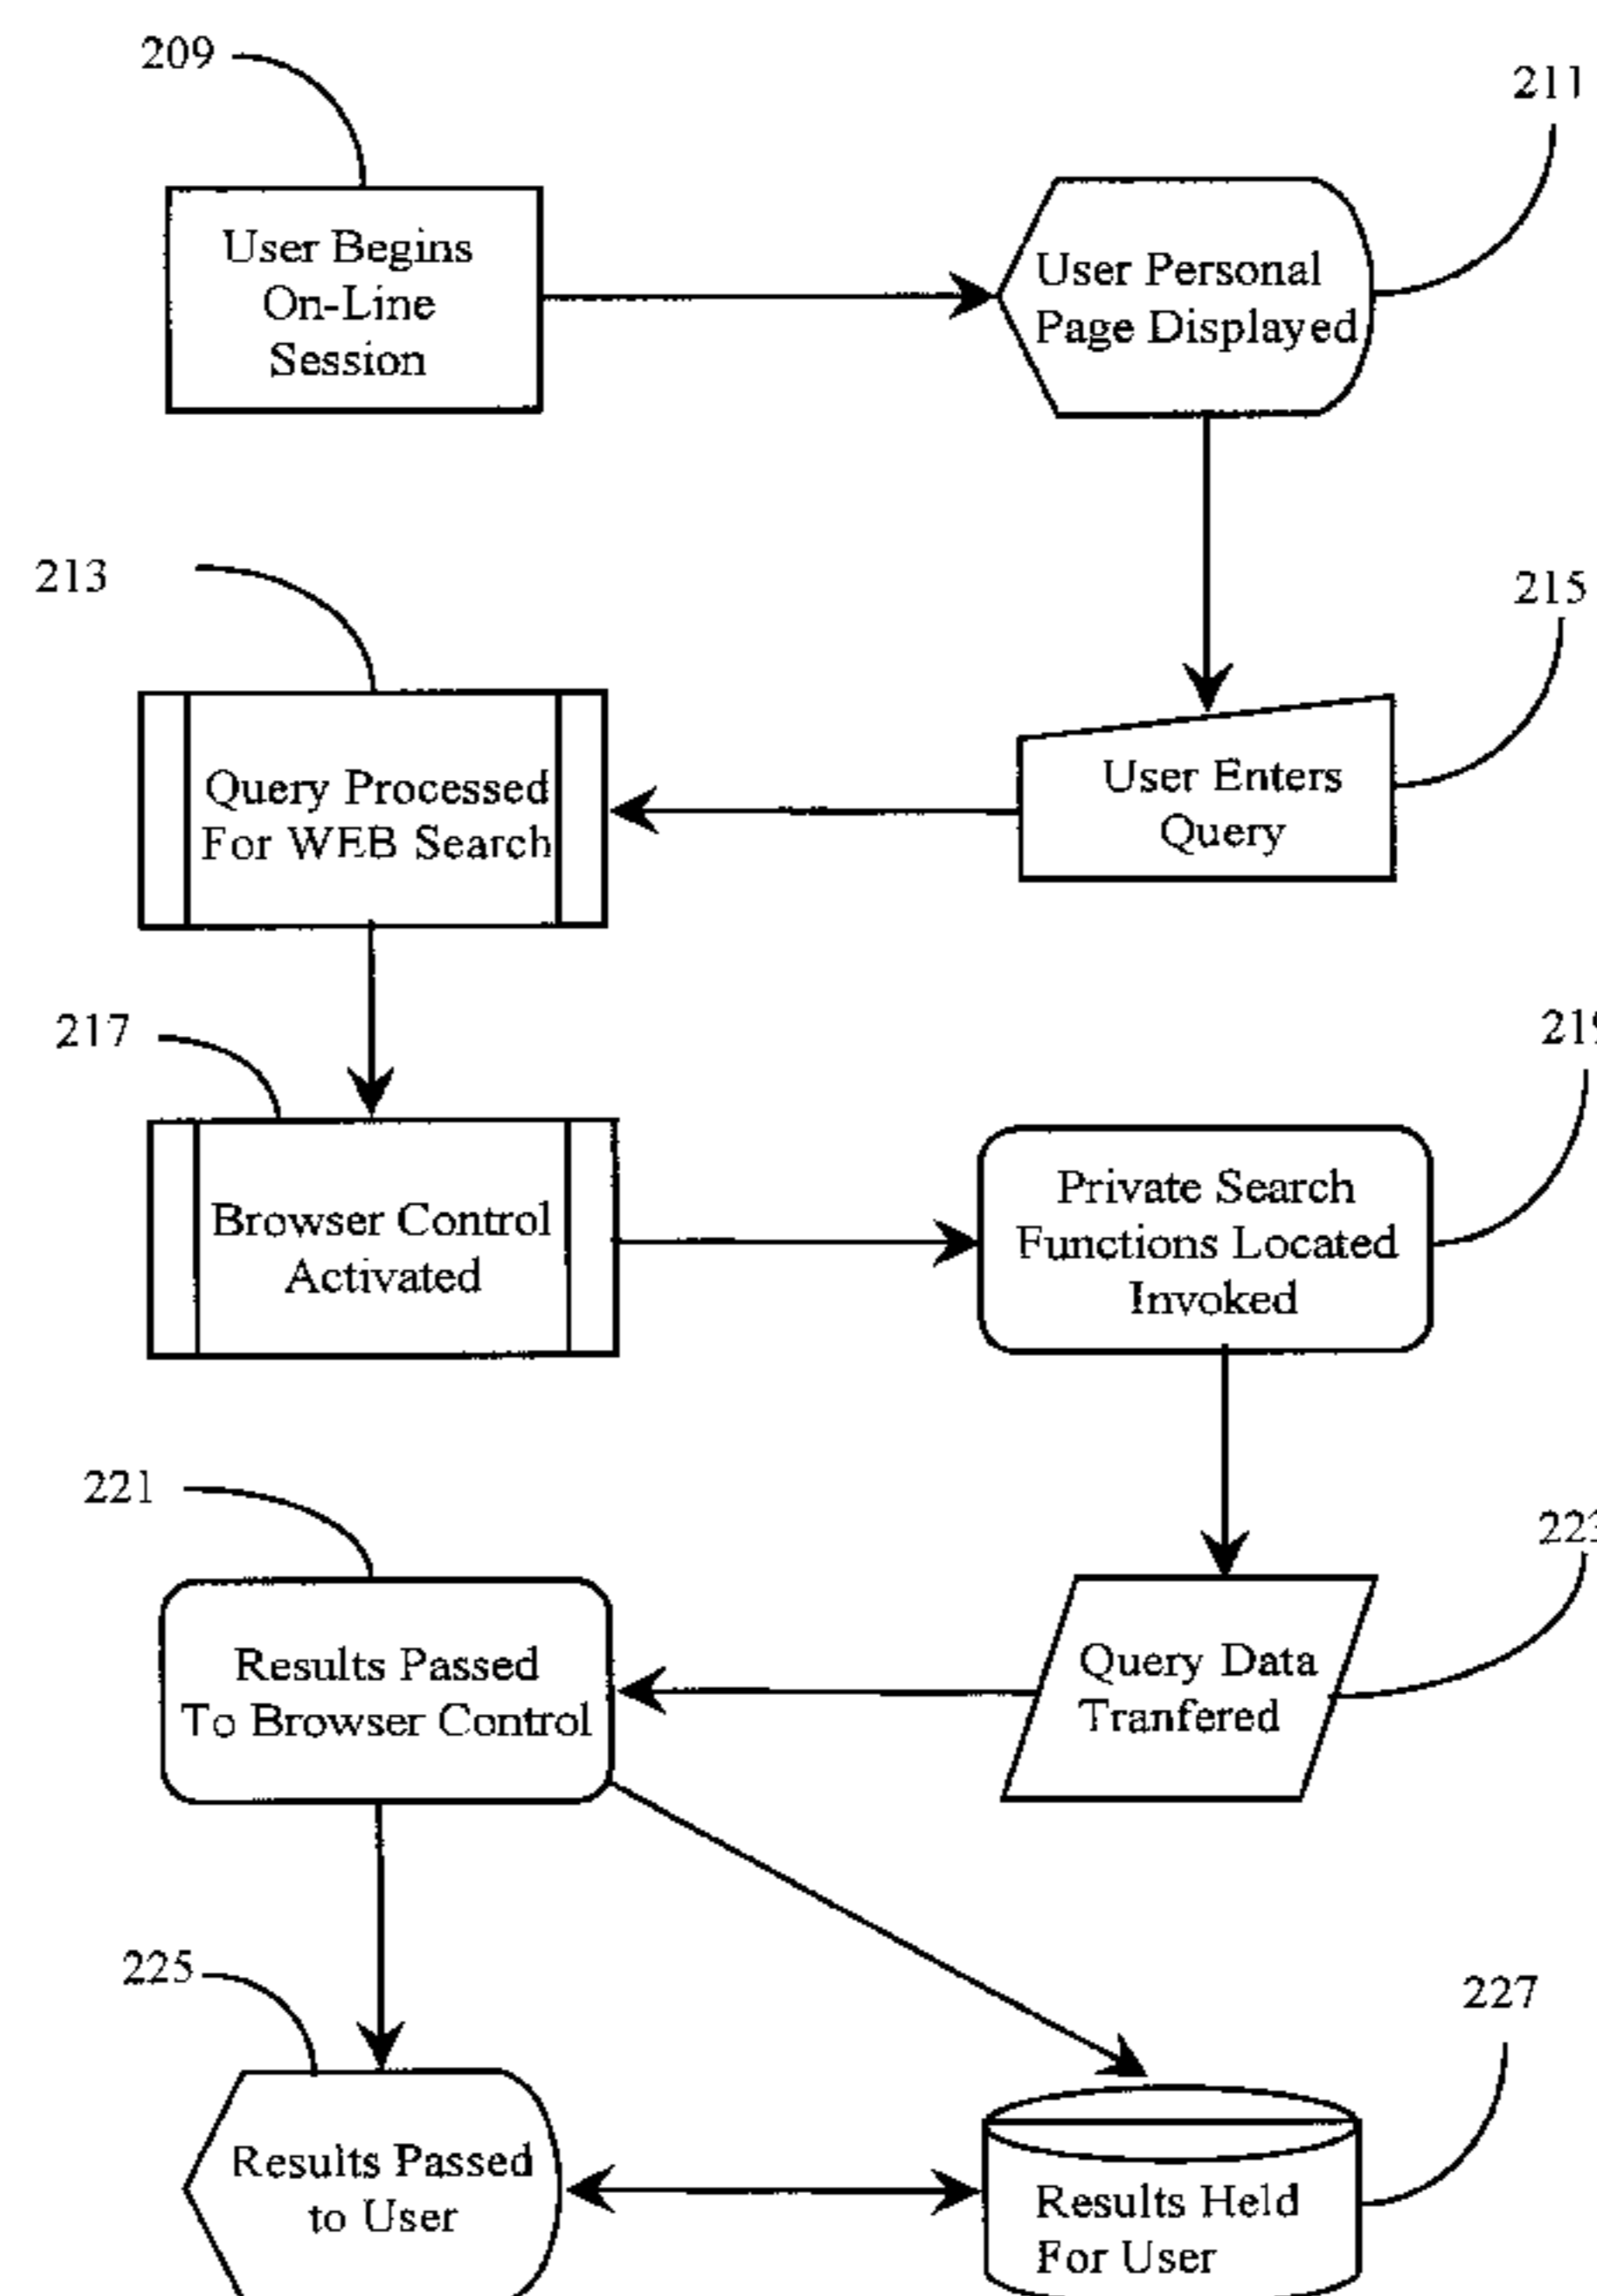 209
211
User Begins
On-Line
Session
User Personal
Page Displayed
213
215
Query Processed
For WEB Search
User Enters
Query
217
219
Browser Control
Activated
Private Search
Functions Located
Invoked
221
223
Results Passed
To Browser Control
Query Data
Tranfered
225
227
Results Passed
to User
Results Held
For User